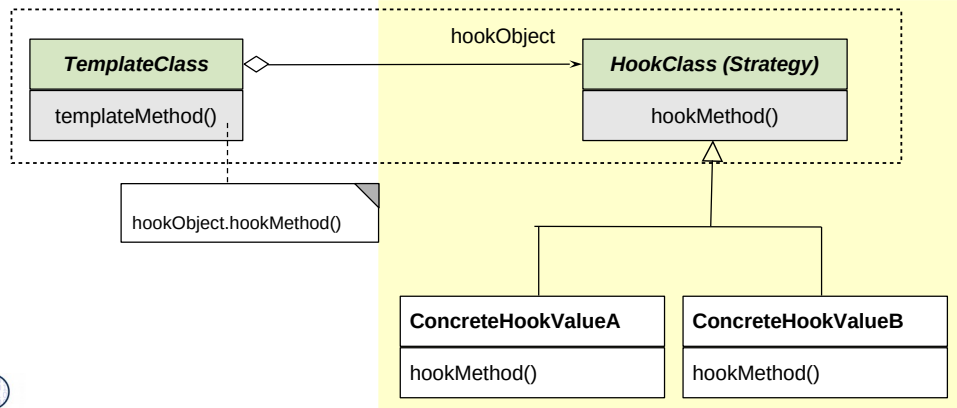 hookObject
TemplateClass
HookClass (Strategy)
templateMethod()
hookMethod()
hookObject.hookMethod()
ConcreteHookValueA
ConcreteHookValueB
hookMethod()
hookMethod()